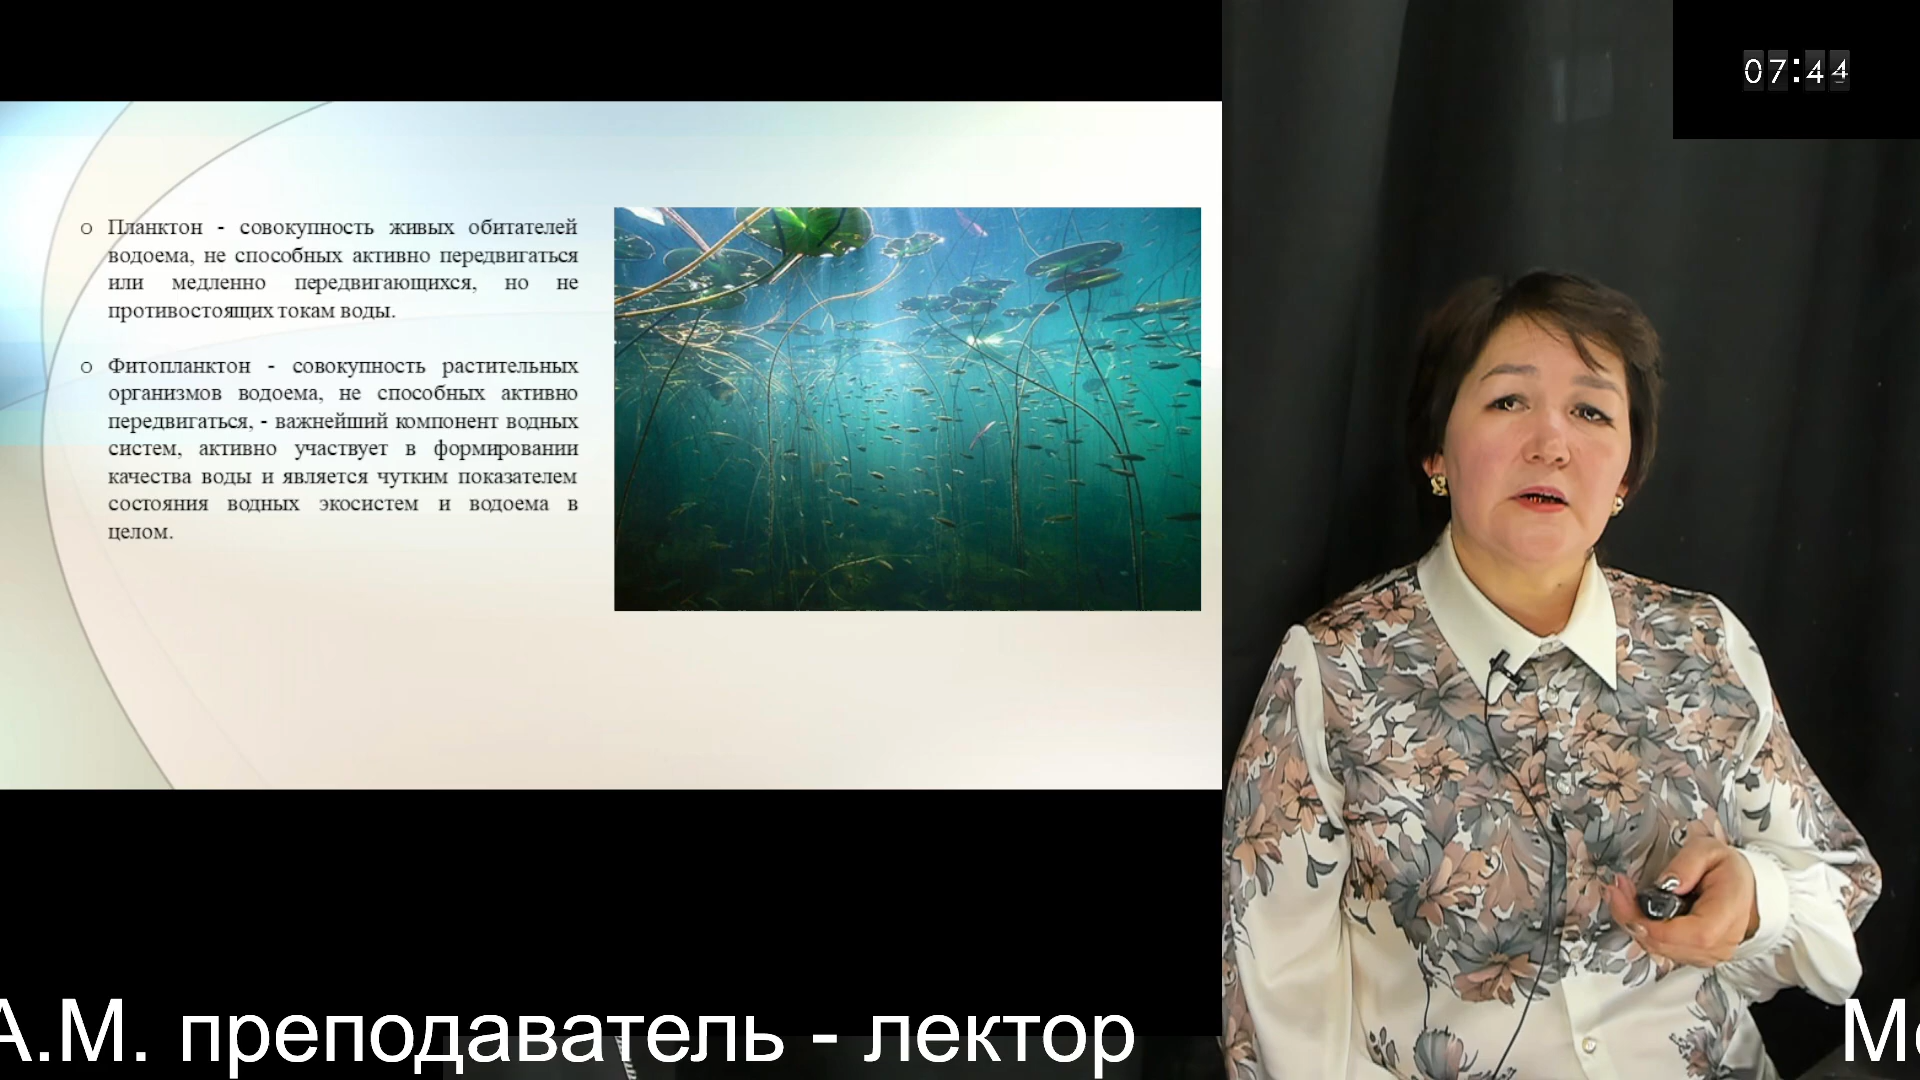 07:44
Планктон - совокупность живых обитателей
водоема, не способных активно передвигаться
или медленно передвигающихся, но не
противостоящих токам воды.
Фитопланктон - совокупность растительных
организмов водоема, не способных активно
передвигаться, - важнейший компонент водных
систем, активно участвует в формировании
качества воды и является чутким показателем
состояния водных экосистем и водоема в
целом.
А.М. преподаватель - лектор